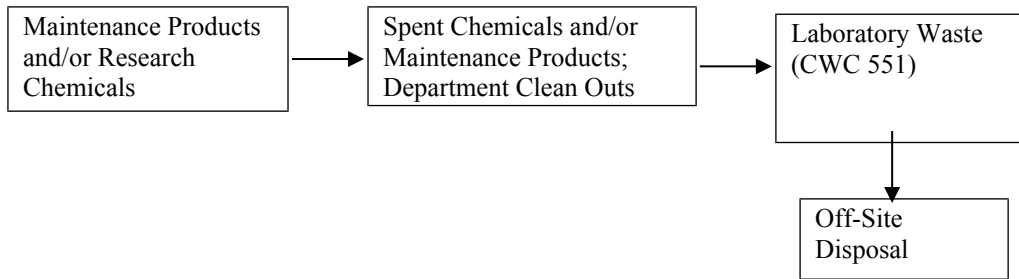 Maintenance Products
and/or Research
Chemicals
Spent Chemicals and/or
Maintenance Products;
Department Clean Outs
Laboratory Waste
(CWC 551)
Off-Site
Disposal